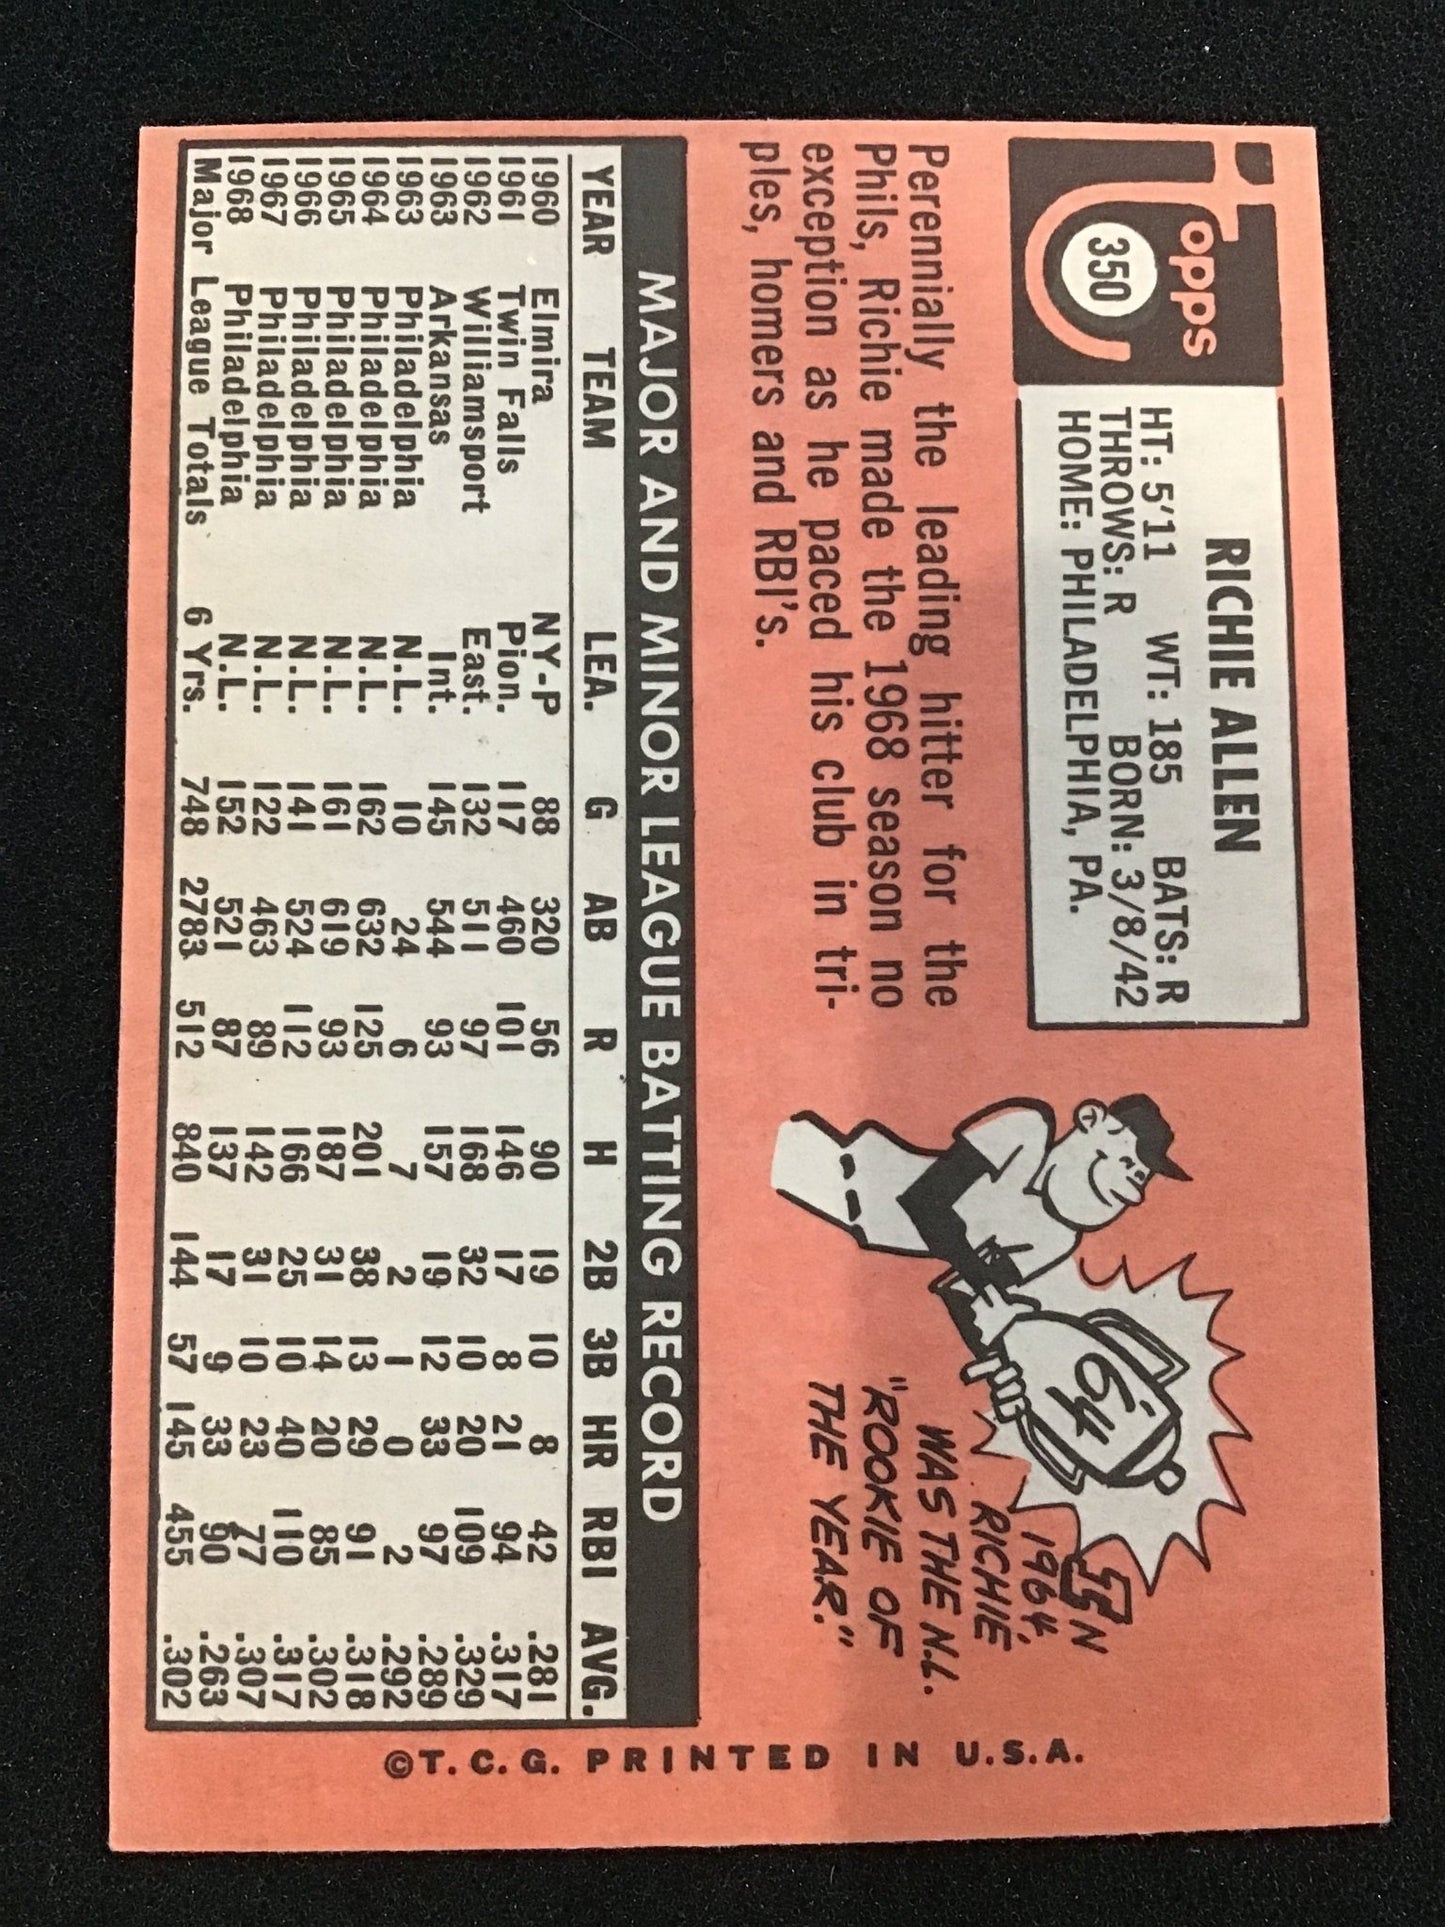 Topps
350
RICHIE ALLEN
HT: 5'11 WT: 185 BATS: R
THROWS: R BORN: 3/8/42
HOME: PHILADELPHIA, PA.
Perennially the leading hitter for the
Phils, Richie made the 1968 season no
exception as he paced his club in tri-
ples, homers and RBI's.
64
IN
1964,
RICHIE
WAS THE N.L.
"ROOKIE OF
THE YEAR."
MAJOR AND MINOR LEAGUE BATTING RECORD
YEAR TEAM LEA. G AB R H 2B 3B HR RBI AVG.
1960 Elmira NY-P 88 320 56 90 19 10 8 42 .281
1961 Twin Falls Pion. 117 460 101 146 17 8 21 94 .317
1962 Williamsport East. 132 511 97 168 32 10 20 109 .329
1963 Arkansas Int. 145 544 93 157 19 12 33 97 .289
1963 Philadelphia N.L. 10 24 6 7 2 1 0 2 .292
1964 Philadelphia N.L. 162 632 125 201 38 13 29 91 .318
1965 Philadelphia N.L. 161 619 93 187 31 14 20 85 .302
1966 Philadelphia N.L. 141 524 112 166 25 10 40 110 .317
1967 Philadelphia N.L. 122 463 89 142 31 10 23 77 .307
1968 Philadelphia N.L. 152 521 87 137 17 9 33 90 .263
Major League Totals 6 Yrs. 748 2783 512 840 144 57 145 455 .302
©T.C.G. PRINTED IN U.S.A.